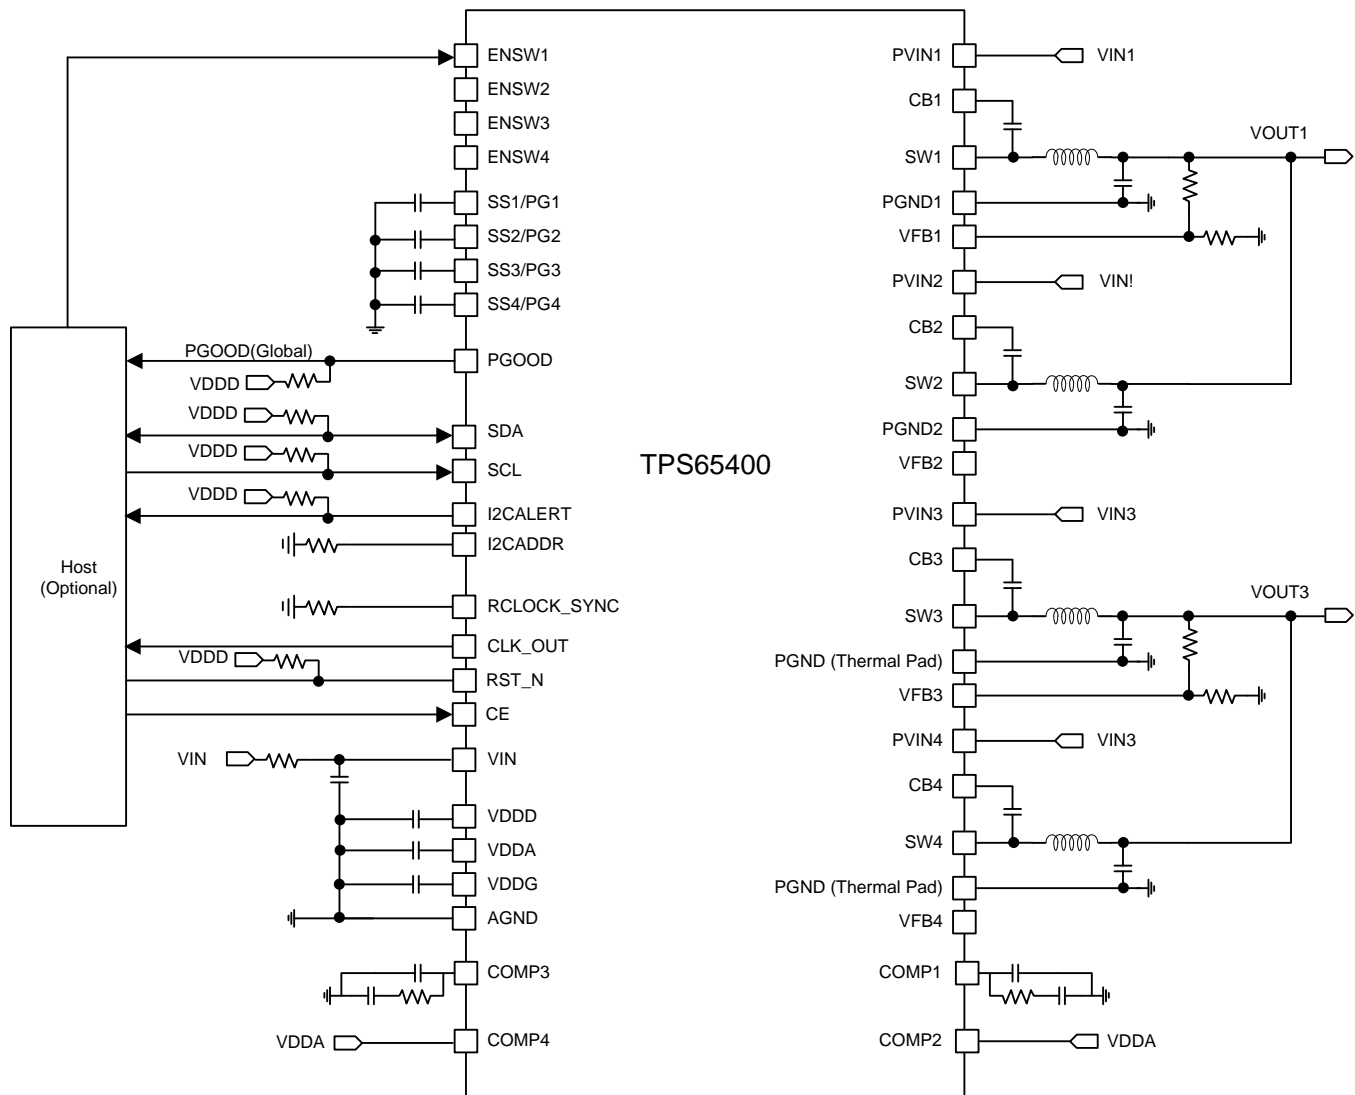 ENSW1
ENSW2
ENSW3
ENSW4
SS1/PG1
SS2/PG2
SS3/PG3
SS4/PG4
PGOOD(Global)
PGOOD
VDDD
VDDD
SDA
VDDD
SCL
VDDD
I2CALERT
I2CADDR
Host
(Optional)
RCLOCK_SYNC
CLK_OUT
VDDD
RST_N
CE
VIN
VIN
VDDD
VDDA
VDDG
AGND
COMP3
VDDA
COMP4
TPS65400
PVIN1
VIN1
CB1
VOUT1
SW1
PGND1
VFB1
PVIN2
VIN!
CB2
SW2
PGND2
VFB2
PVIN3
VIN3
CB3
VOUT3
SW3
PGND (Thermal Pad)
VFB3
PVIN4
VIN3
CB4
SW4
PGND (Thermal Pad)
VFB4
COMP1
COMP2
VDDA